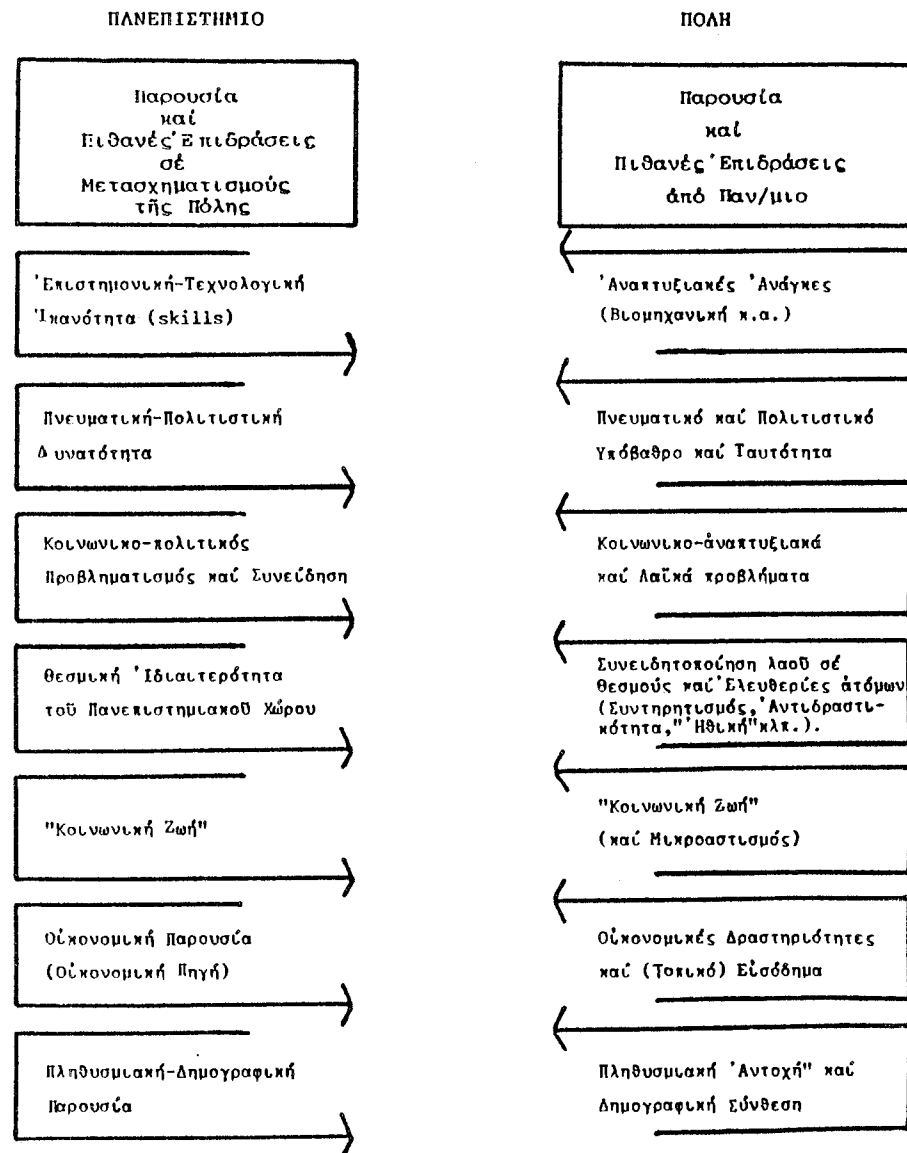 ΠΑΝΕΠΙΣΤΗΜΙΟ
Παρουσία
καί
Πιθανές Ἐπιδράσεις
σέ
Μετασχηματισμούς
τῆς Πόλης
Ἐπιστημονική-Τεχνολογική
Ἱκανότητα (skills)
Πνευματική-Πολιτιστική
Δυνατότητα
Κοινωνικο-πολιτικός
Προβληματισμός καί Συνείδηση
Θεσμική Ἰδιαιτερότητα
τοῦ Πανεπιστημιακοῦ Χώρου
"Κοινωνική Ζωή"
Οἰκονομική Παρουσία
(Οἰκονομική Πηγή)
Πληθυσμιακή-Δημογραφική
Παρουσία
ΠΟΛΗ
Παρουσία
καί
Πιθανές Ἐπιδράσεις
ἀπό Παν/μιο
Ἀναπτυξιακές Ἀνάγκες
(Βιομηχανική κ.α.)
Πνευματικό καί Πολιτιστικό
Υπόβαθρο καί Ταυτότητα
Κοινωνικο-ἀναπτυξιακά
καί Λαϊκά προβλήματα
Συνειδητοποίηση λαοῦ σέ
Θεσμούς καί Ἐλευθερίες ἀτόμων
(Συντηρητισμός, Ἀντιδραστι-
κότητα, "Ἠθική" κλπ.).
"Κοινωνική Ζωή"
(καί Μικροαστισμός)
Οἰκονομικές Δραστηριότητες
καί (Τοπικό) Εἰσόδημα
Πληθυσμιακή Ἀντοχή" καί
Δημογραφική Σύνθεση